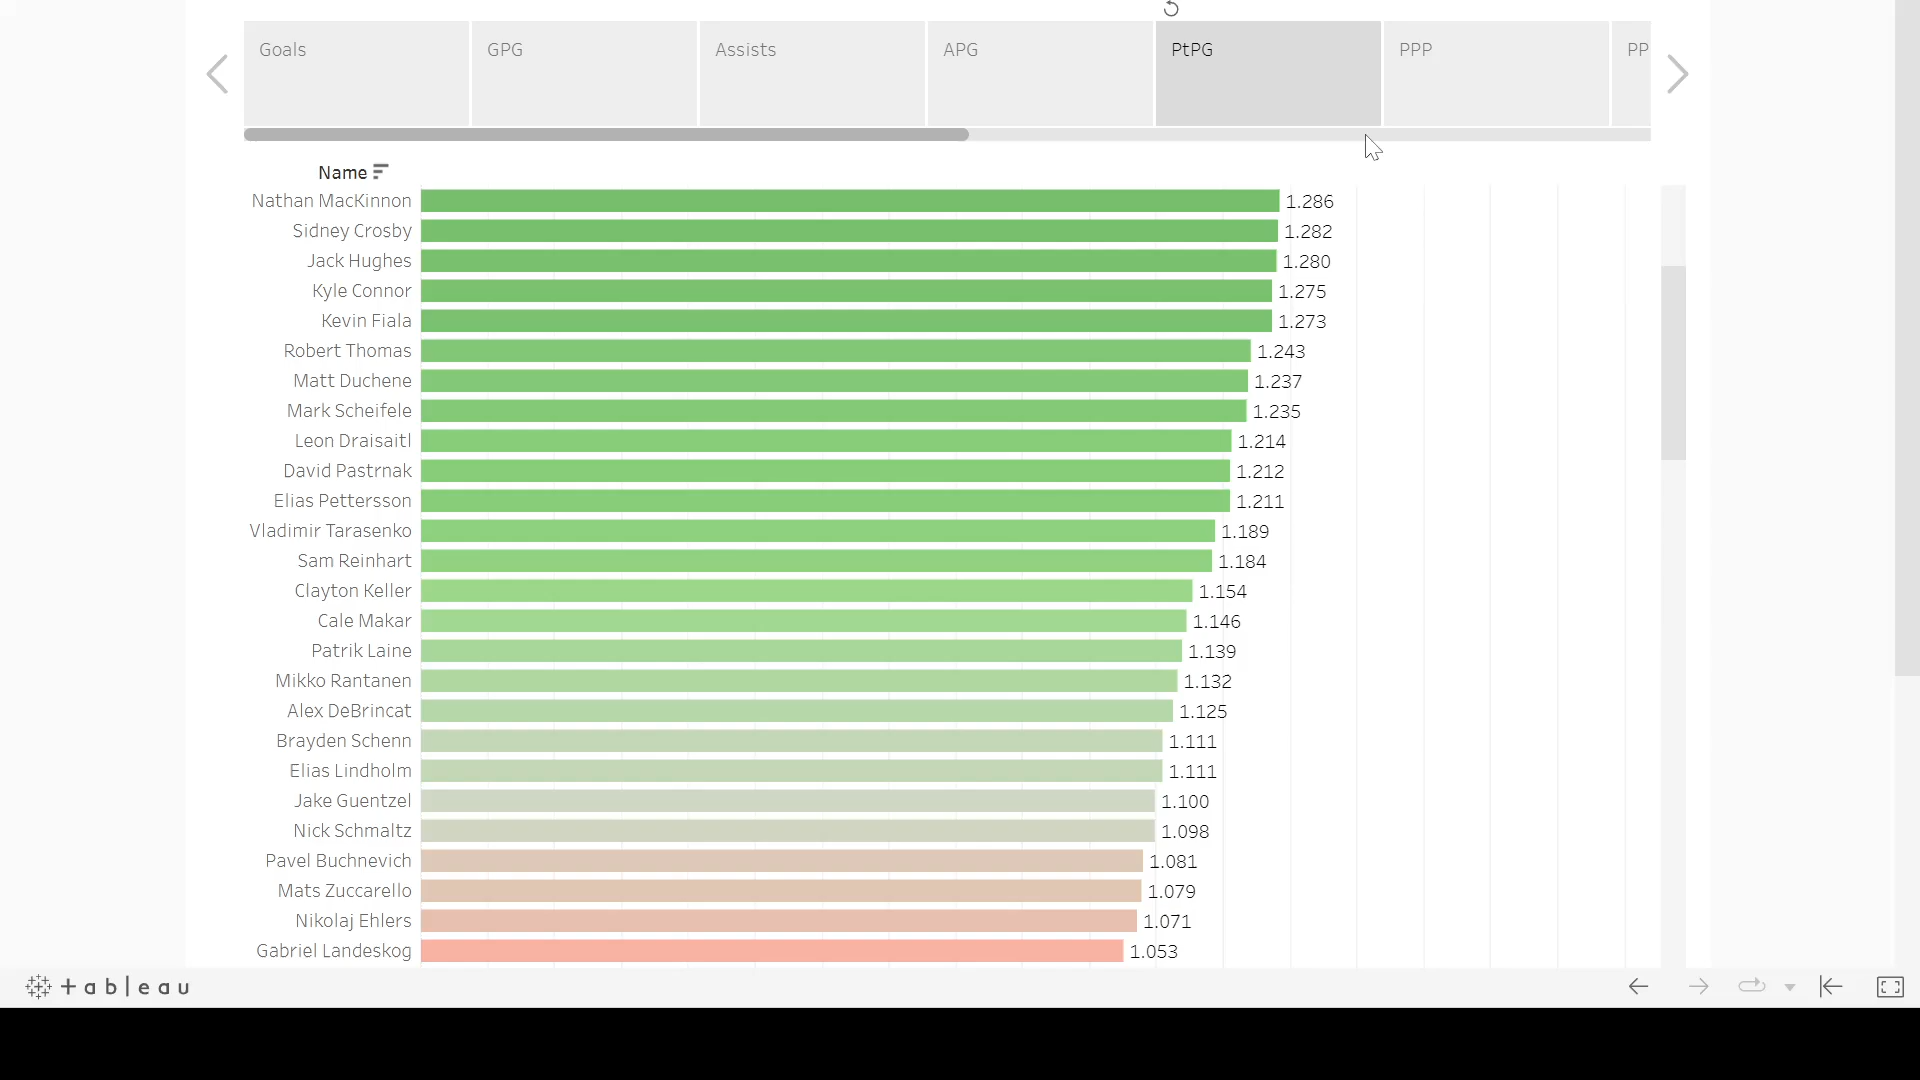 Goals GPG Assists APG PtPG PPP PP
Name
Nathan MacKinnon 1.286
Sidney Crosby 1.282
Jack Hughes 1.280
Kyle Connor 1.275
Kevin Fiala 1.273
Robert Thomas 1.243
Matt Duchene 1.237
Mark Scheifele 1.235
Leon Draisaitl 1.214
David Pastrnak 1.212
Elias Pettersson 1.211
Vladimir Tarasenko 1.189
Sam Reinhart 1.184
Clayton Keller 1.154
Cale Makar 1.146
Patrik Laine 1.139
Mikko Rantanen 1.132
Alex DeBrincat 1.125
Brayden Schenn 1.111
Elias Lindholm 1.111
Jake Guentzel 1.100
Nick Schmaltz 1.098
Pavel Buchnevich 1.081
Mats Zuccarello 1.079
Nikolaj Ehlers 1.071
Gabriel Landeskog 1.053
+ableau